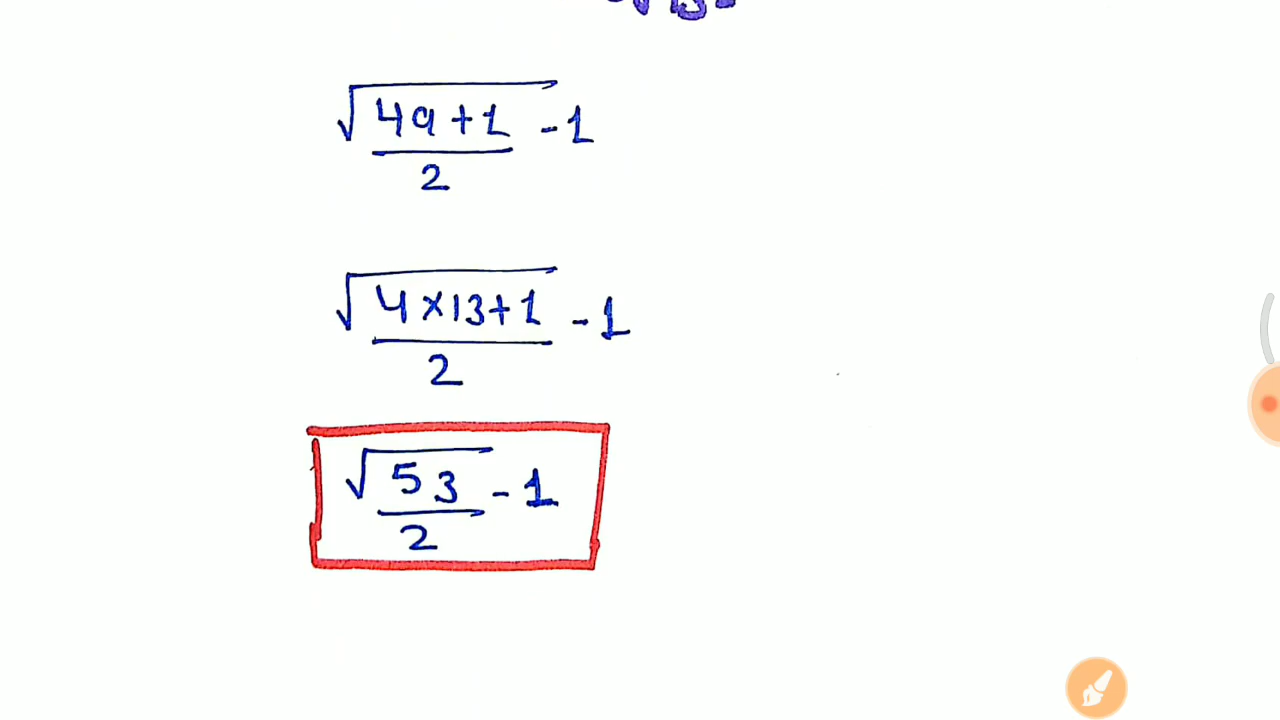 √(4a+1)/2 - 1
√(4×13+1)/2 - 1
√53/2 - 1